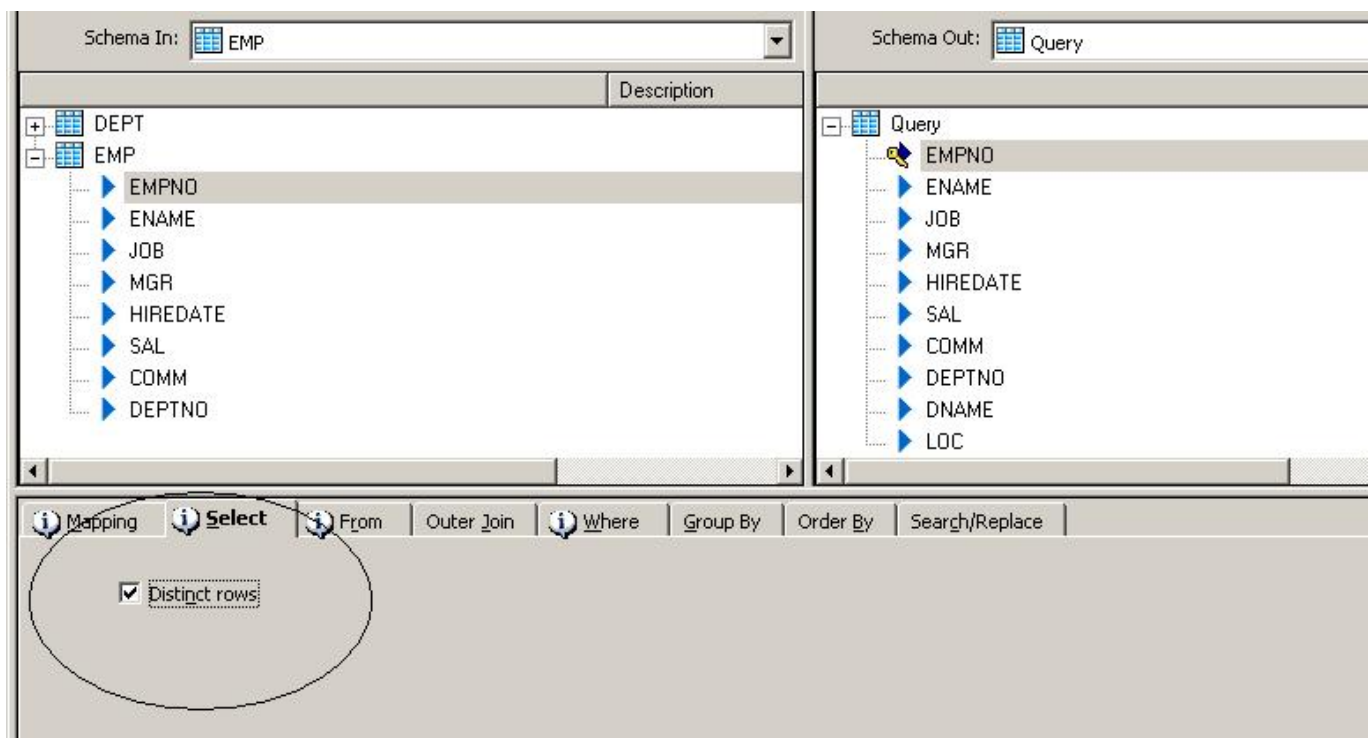 Schema In: EMP
Schema Out: Query
Description
DEPT
EMP
EMPNO
ENAME
JOB
MGR
HIREDATE
SAL
COMM
DEPTNO
Query
EMPNO
ENAME
JOB
MGR
HIREDATE
SAL
COMM
DEPTNO
DNAME
LOC
Mapping Select From Outer Join Where Group By Order By Search/Replace
Distinct rows